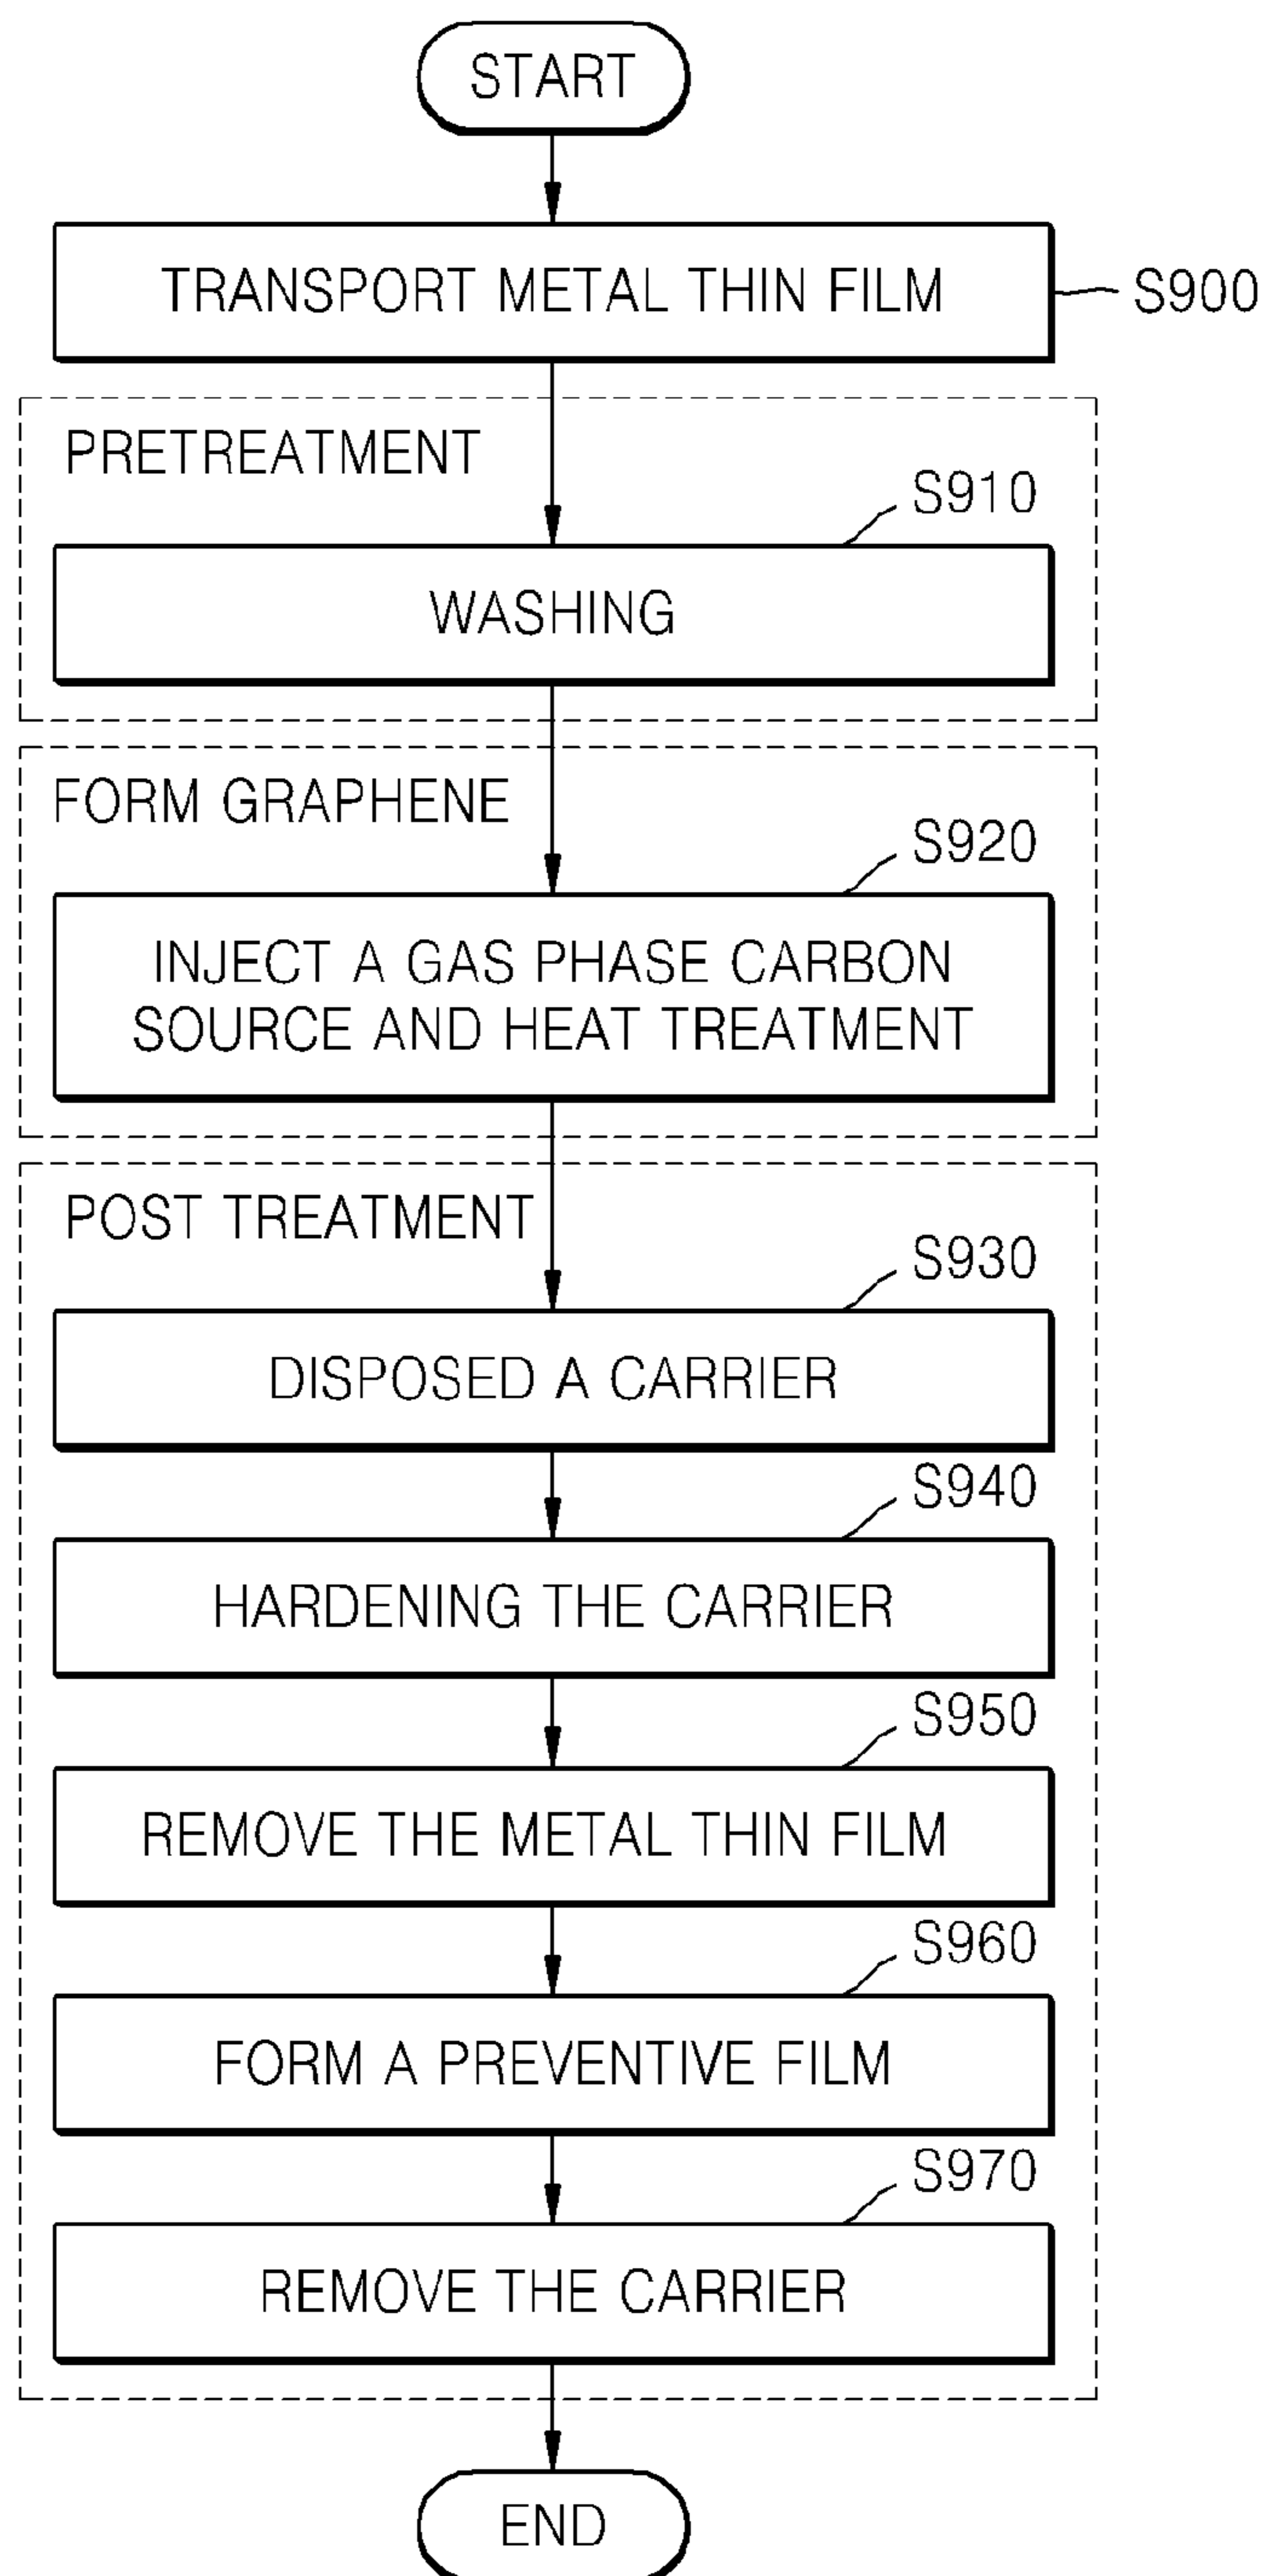 START
TRANSPORT METAL THIN FILM
S900
PRETREATMENT
S910
WASHING
FORM GRAPHENE
S920
INJECT A GAS PHASE CARBON
SOURCE AND HEAT TREATMENT
POST TREATMENT
S930
DISPOSED A CARRIER
S940
HARDENING THE CARRIER
S950
REMOVE THE METAL THIN FILM
S960
FORM A PREVENTIVE FILM
S970
REMOVE THE CARRIER
END